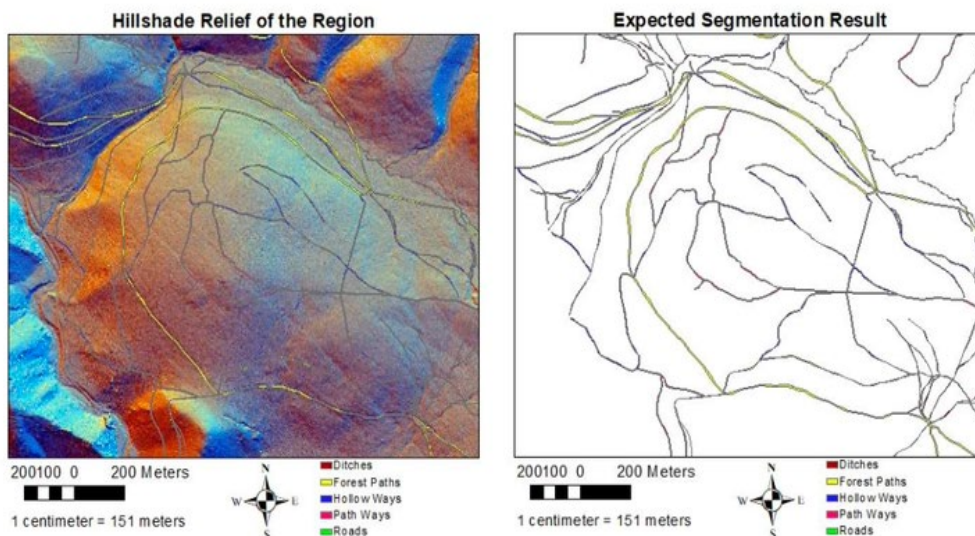 Hillshade Relief of the Region
N
W E
S
200100 0 200 Meters
1 centimeter = 151 meters
Ditches
Forest Paths
Hollow Ways
Path Ways
Roads
Expected Segmentation Result
N
W E
S
200100 0 200 Meters
1 centimeter = 151 meters
Ditches
Forest Paths
Hollow Ways
Path Ways
Roads